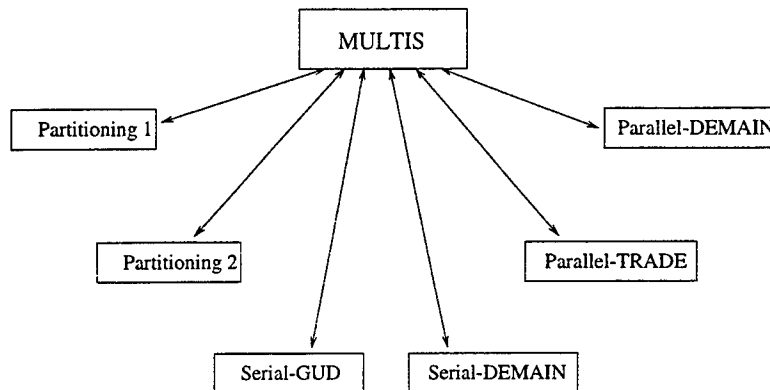 MULTIS
Partitioning 1
Parallel-DEMAIN
Partitioning 2
Parallel-TRADE
Serial-GUD
Serial-DEMAIN